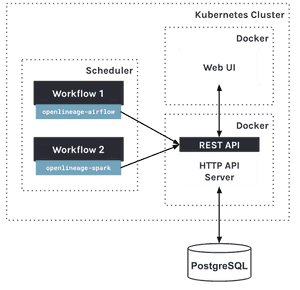 Kubernetes Cluster
Docker
Web UI
Scheduler
Workflow 1
openlineage-airflow
Workflow 2
openlineage-spark
Docker
REST API
HTTP API
Server
PostgreSQL